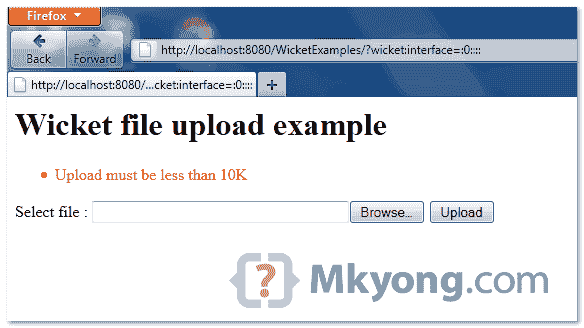 Firefox
Back Forward http://localhost:8080/WicketExamples/?wicket:interface=:0::::
http://localhost:8080/...cket:interface=:0:::: +
Wicket file upload example
• Upload must be less than 10K
Select file : Browse... Upload
{?} Mkyong.com